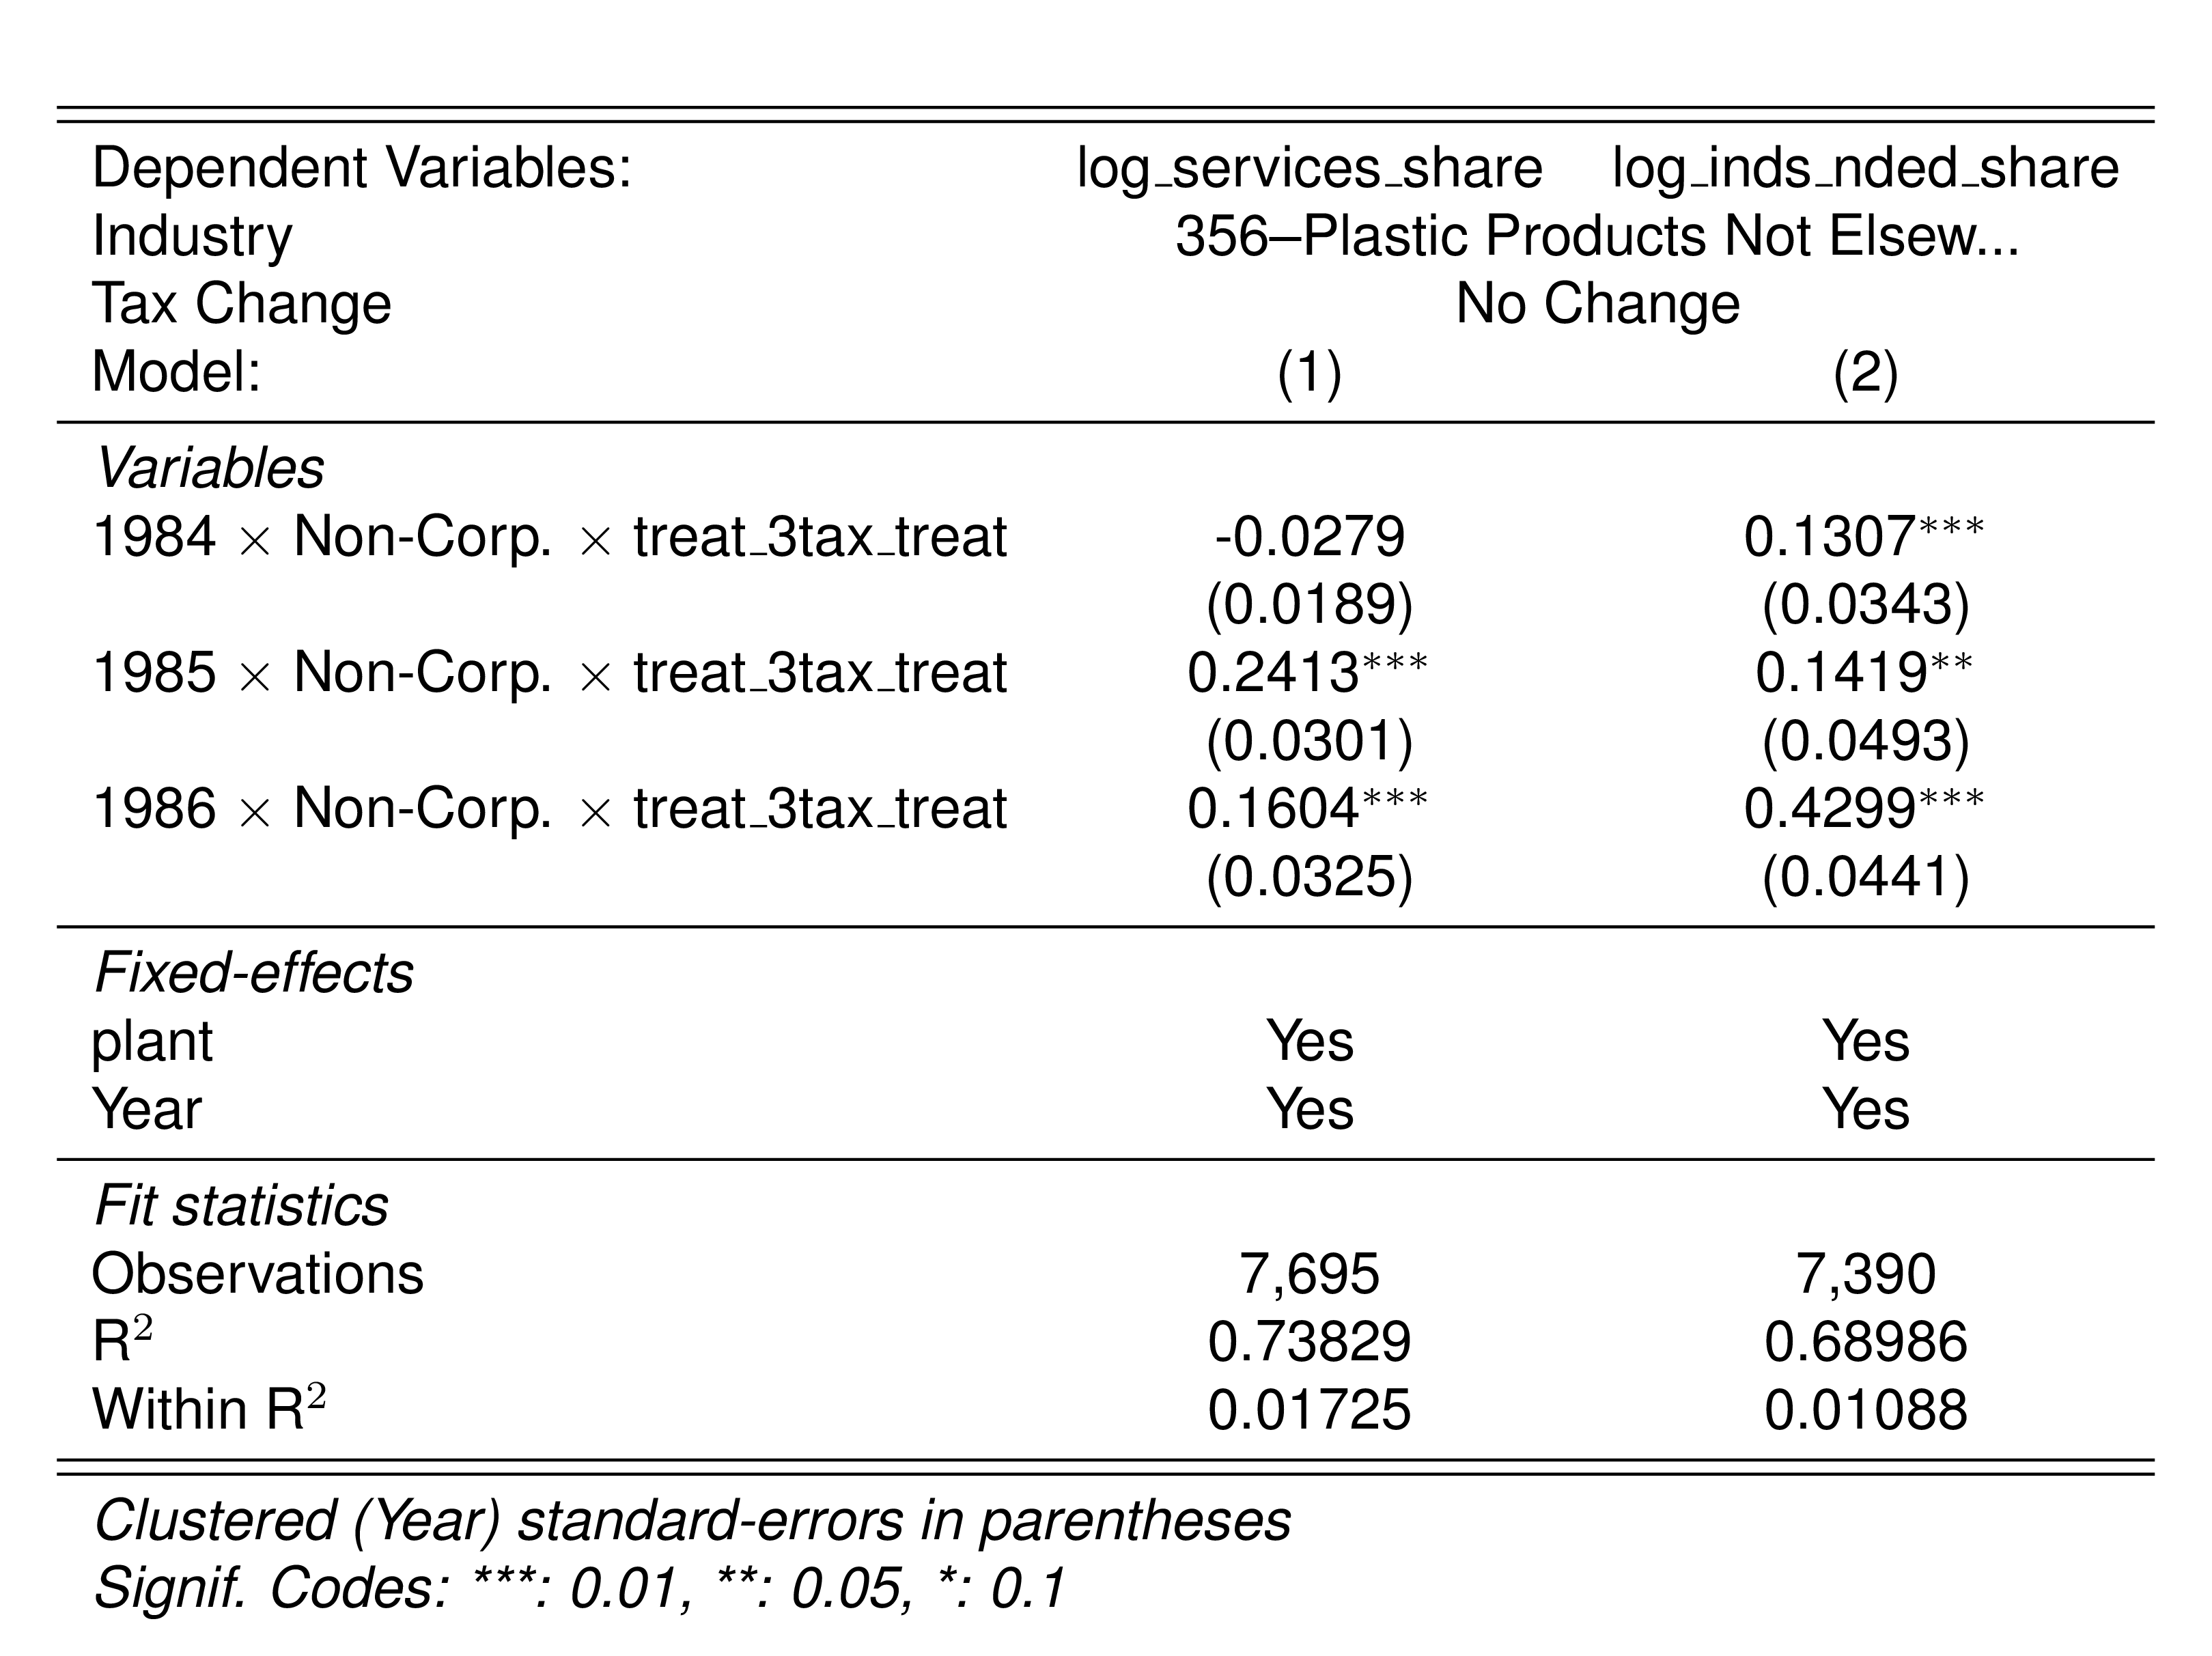 Dependent Variables: log_services_share log_inds_nded_share
Industry 356–Plastic Products Not Elsew...
Tax Change No Change
Model: (1) (2)
Variables
1984 × Non-Corp. × treat_3tax_treat -0.0279 0.1307***
(0.0189) (0.0343)
1985 × Non-Corp. × treat_3tax_treat 0.2413*** 0.1419**
(0.0301) (0.0493)
1986 × Non-Corp. × treat_3tax_treat 0.1604*** 0.4299***
(0.0325) (0.0441)
Fixed-effects
plant Yes Yes
Year Yes Yes
Fit statistics
Observations 7,695 7,390
R² 0.73829 0.68986
Within R² 0.01725 0.01088
Clustered (Year) standard-errors in parentheses
Signif. Codes: ***: 0.01, **: 0.05, *: 0.1